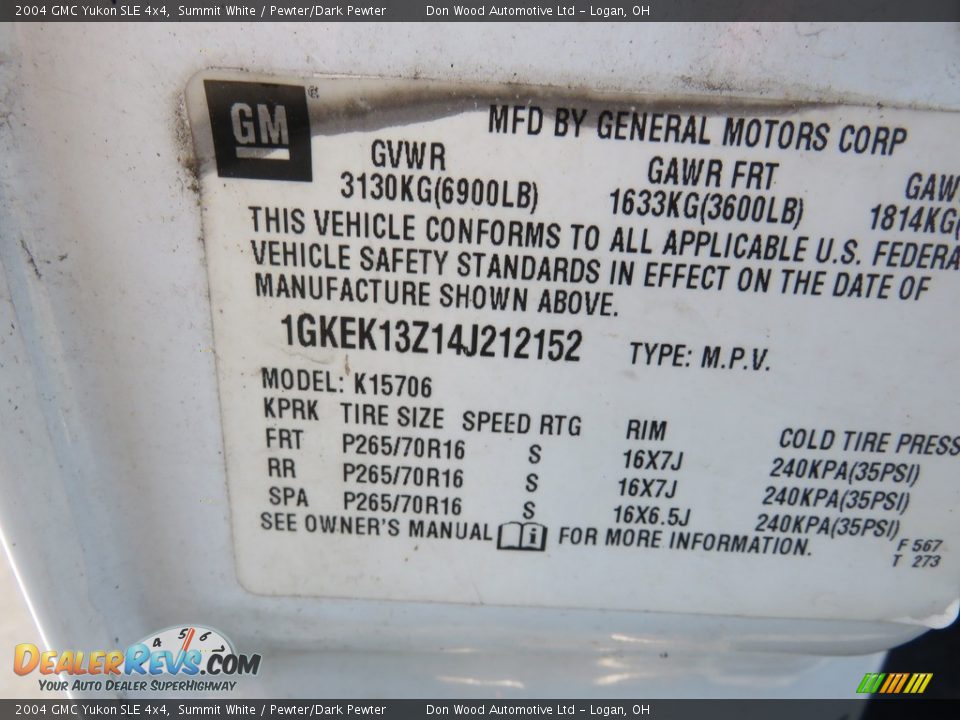 2004 GMC Yukon SLE 4x4, Summit White / Pewter/Dark Pewter Don Wood Automotive Ltd - Logan, OH
GM ®
MFD BY GENERAL MOTORS CORP
GVWR GAWR FRT GAW
3130KG(6900LB) 1633KG(3600LB) 1814KG(
THIS VEHICLE CONFORMS TO ALL APPLICABLE U.S. FEDERA
VEHICLE SAFETY STANDARDS IN EFFECT ON THE DATE OF
MANUFACTURE SHOWN ABOVE.
1GKEK13Z14J212152 TYPE: M.P.V.
MODEL: K15706
KPRK TIRE SIZE SPEED RTG RIM COLD TIRE PRESS
FRT P265/70R16 S 16X7J 240KPA(35PSI)
RR P265/70R16 S 16X7J 240KPA(35PSI)
SPA P265/70R16 S 16X6.5J 240KPA(35PSI)
SEE OWNER'S MANUAL i FOR MORE INFORMATION.
F 567
T 273
4 5 6
DEALERREVS.COM
YOUR AUTO DEALER SUPERHIGHWAY
2004 GMC Yukon SLE 4x4, Summit White / Pewter/Dark Pewter Don Wood Automotive Ltd - Logan, OH